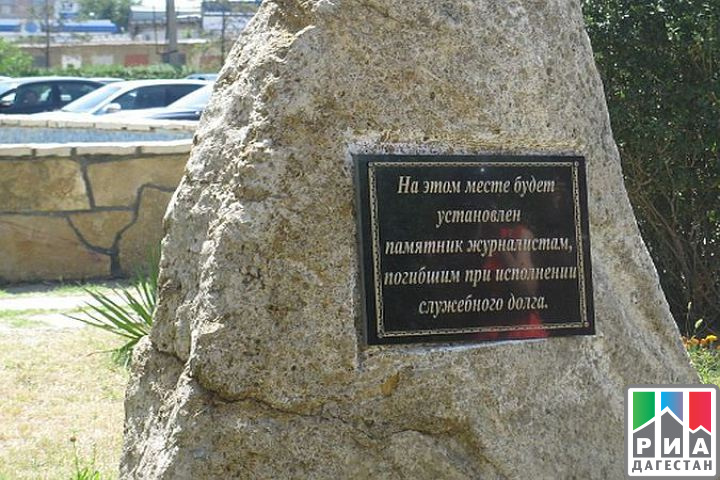 На этом месте будет
установлен
памятник журналистам,
погибшим при исполнении
служебного долга.
РИА
ДАГЕСТАН